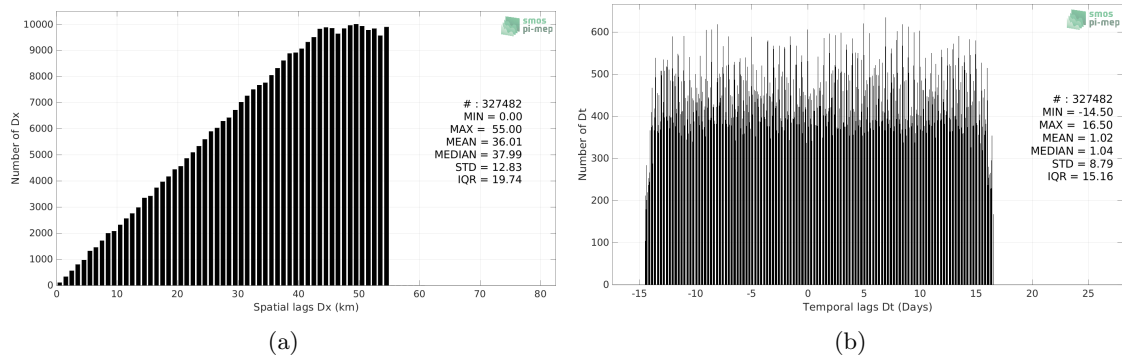 10000
9000
8000
7000
6000
5000
4000
3000
2000
1000
0
Number of Dx
0 10 20 30 40 50 60 70 80
Spatial lags Dx (km)
smos
pi-mep
# : 327482
MIN = 0.00
MAX = 55.00
MEAN = 36.01
MEDIAN = 37.99
STD = 12.83
IQR = 19.74
(a)
600
500
400
300
200
100
0
Number of Dt
-15 -10 -5 0 5 10 15 20 25
Temporal lags Dt (Days)
smos
pi-mep
# : 327482
MIN = -14.50
MAX = 16.50
MEAN = 1.02
MEDIAN = 1.04
STD = 8.79
IQR = 15.16
(b)